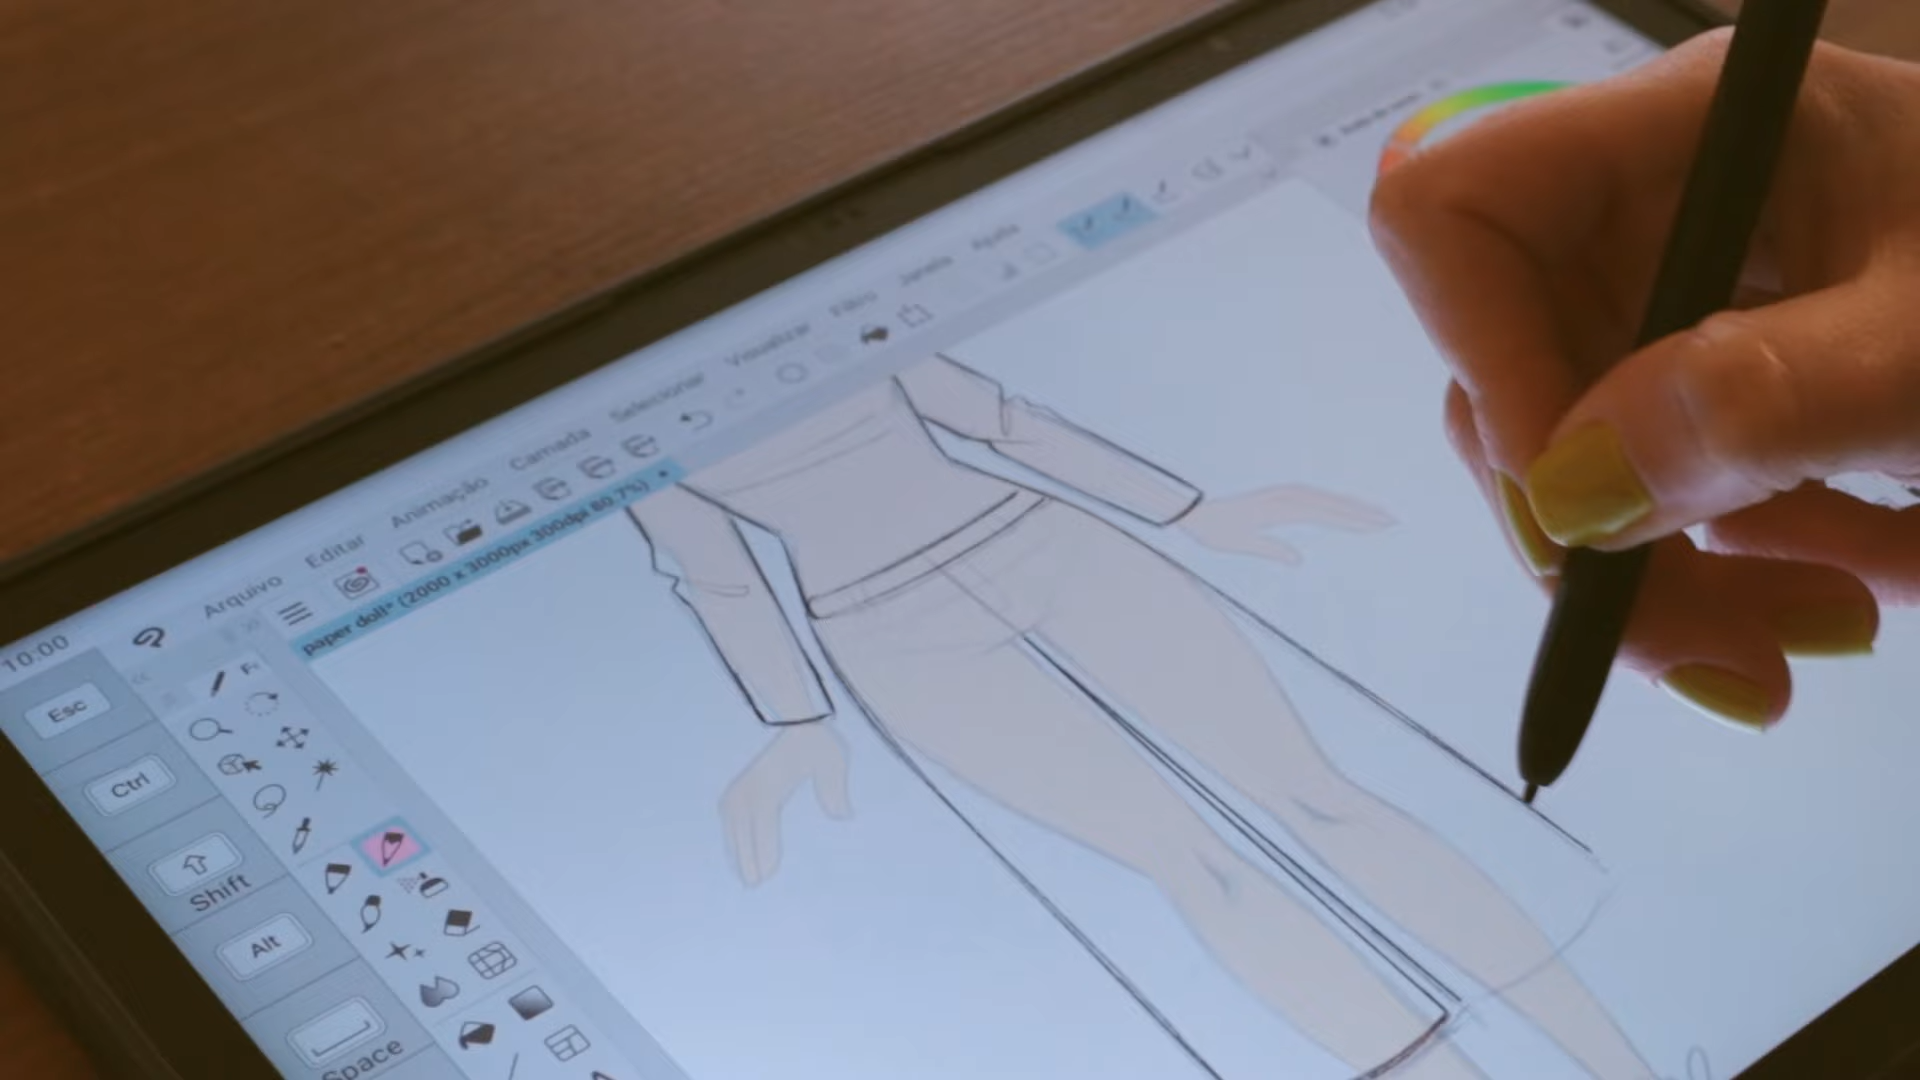 10:00
Arquivo Editar Animação Camada Selecionar Visualizar Filtro Janela Ajuda
paper doll* (2000 x 3000px 300dpi 80.7%)
Esc
Ctrl
Shift
Alt
Space